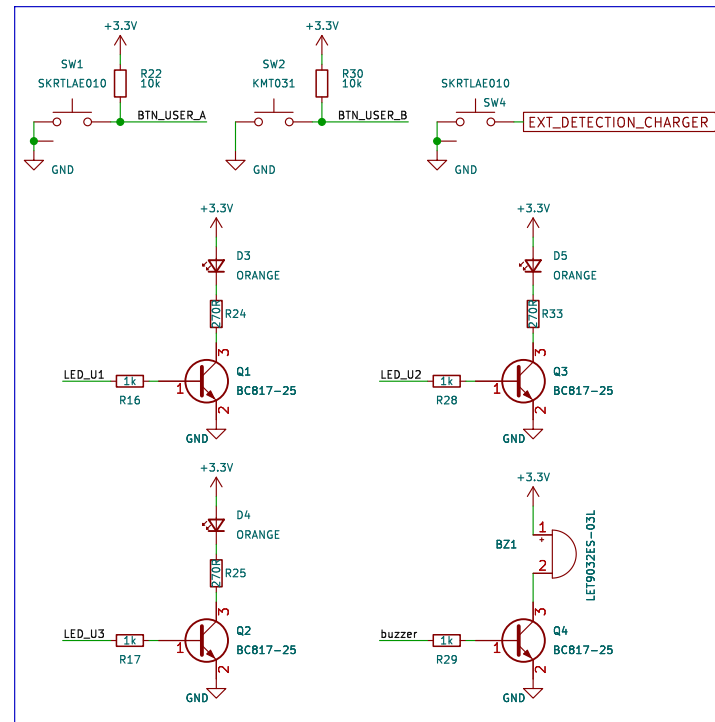 +3.3V
+3.3V
SW1
SKRTLAE010
R22
10k
BTN_USER_A
GND
SW2
KMT031
R30
10k
BTN_USER_B
GND
SKRTLAE010
SW4
EXT_DETECTION_CHARGER
GND
+3.3V
D3
ORANGE
270R
R24
3
LED_U1
1k
R16
1
Q1
BC817-25
2
GND
+3.3V
D5
ORANGE
270R
R33
3
LED_U2
1k
R28
1
Q3
BC817-25
2
GND
+3.3V
D4
ORANGE
270R
R25
3
LED_U3
1k
R17
1
Q2
BC817-25
2
GND
+3.3V
BZ1
1
+
2
LET9032ES-03L
3
buzzer
1k
R29
1
Q4
BC817-25
2
GND